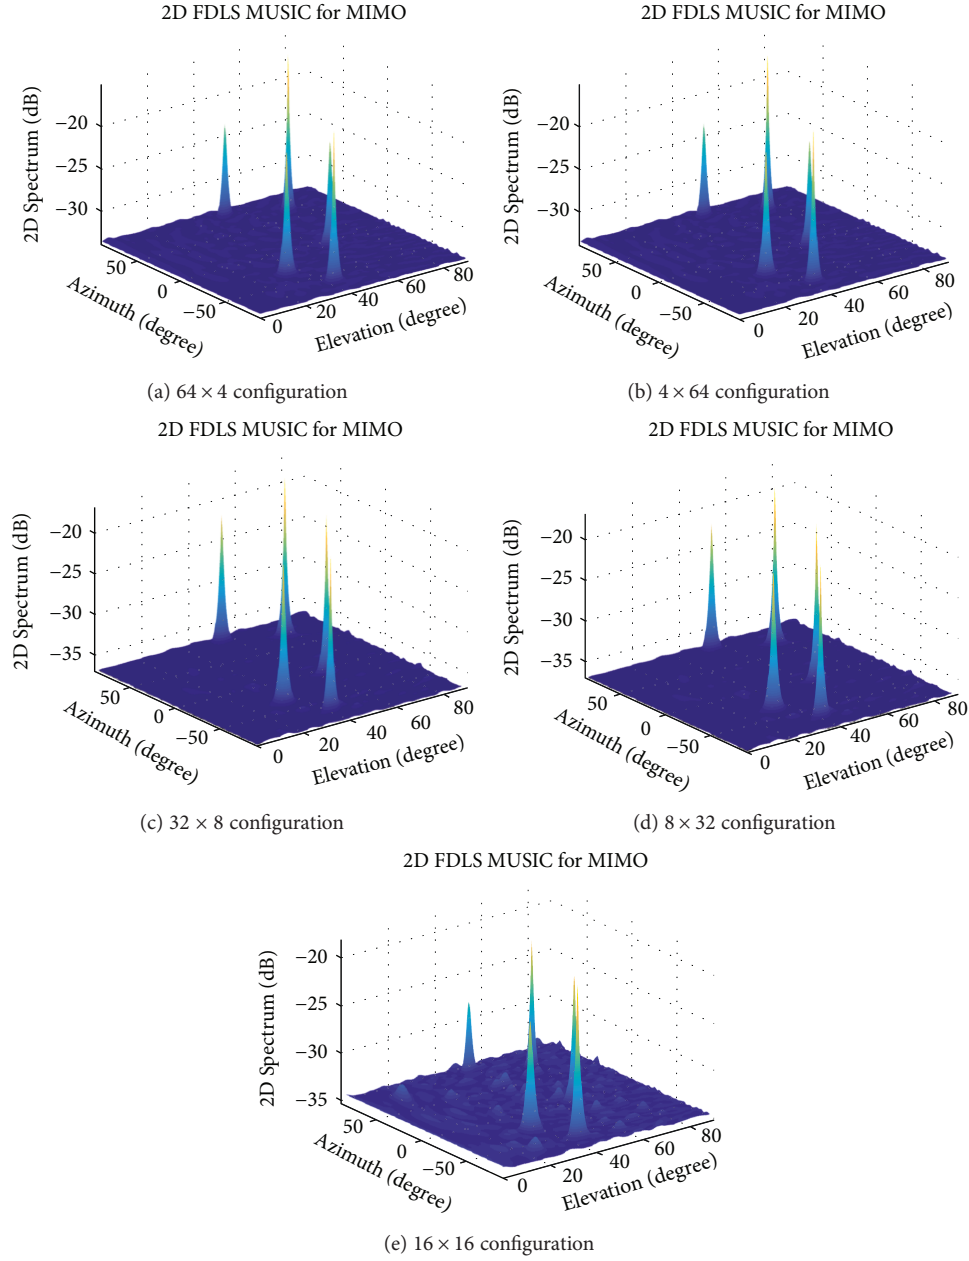 2D FDLS MUSIC for MIMO
2D Spectrum (dB)
−20
−25
−30
50
0
−50
Azimuth (degree)
0
20
40
60
80
Elevation (degree)
(a) 64 × 4 configuration
2D FDLS MUSIC for MIMO
2D Spectrum (dB)
−20
−25
−30
50
0
−50
Azimuth (degree)
0
20
40
60
80
Elevation (degree)
(b) 4 × 64 configuration
2D FDLS MUSIC for MIMO
2D Spectrum (dB)
−20
−25
−30
−35
50
0
−50
Azimuth (degree)
0
20
40
60
80
Elevation (degree)
(c) 32 × 8 configuration
2D FDLS MUSIC for MIMO
2D Spectrum (dB)
−20
−25
−30
−35
50
0
−50
Azimuth (degree)
0
20
40
60
80
Elevation (degree)
(d) 8 × 32 configuration
2D FDLS MUSIC for MIMO
2D Spectrum (dB)
−20
−25
−30
−35
50
0
−50
Azimuth (degree)
0
20
40
60
80
Elevation (degree)
(e) 16 × 16 configuration